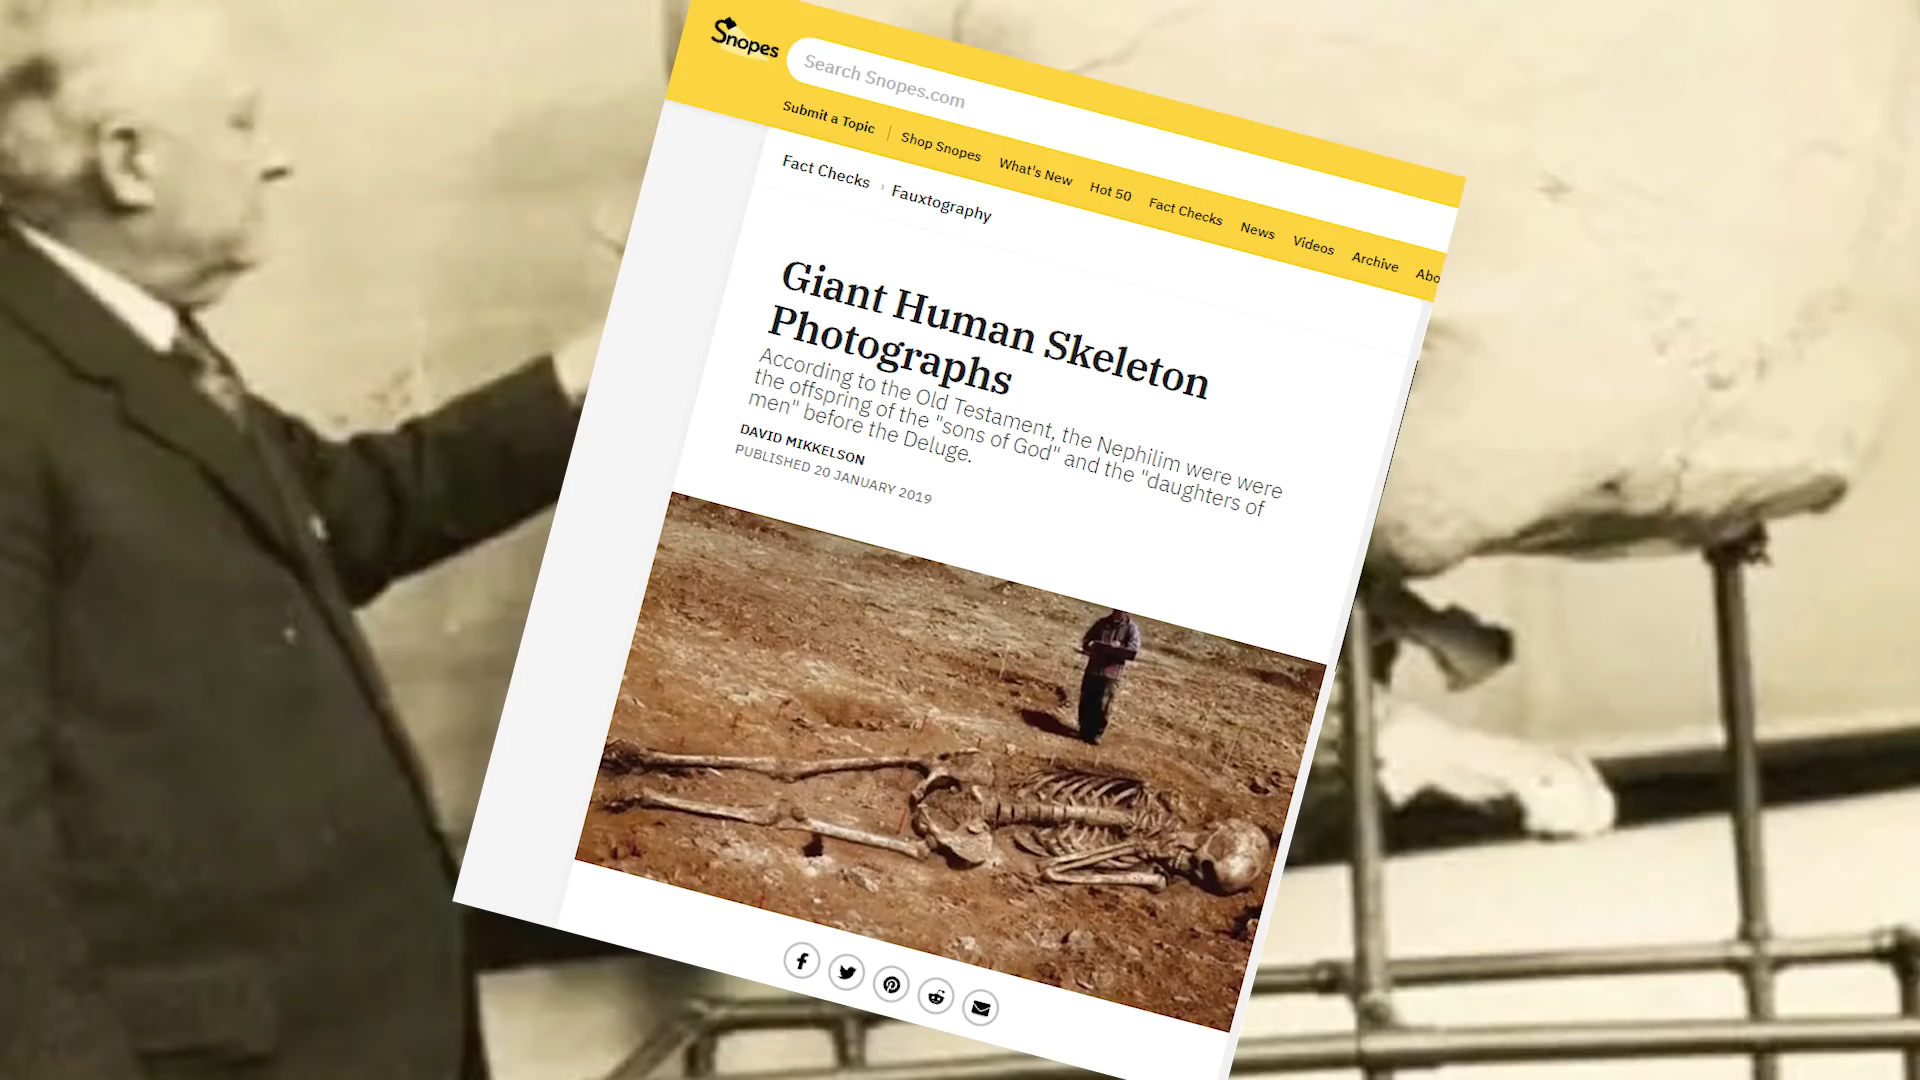 Snopes
Search Snopes.com
Submit a Topic | Shop Snopes What's New Hot 50 Fact Checks News Videos Archive Abo
Fact Checks › Fauxtography
Giant Human Skeleton
Photographs
According to the Old Testament, the Nephilim were were
the offspring of the "sons of God" and the "daughters of
men" before the Deluge.
DAVID MIKKELSON
PUBLISHED 20 JANUARY 2019